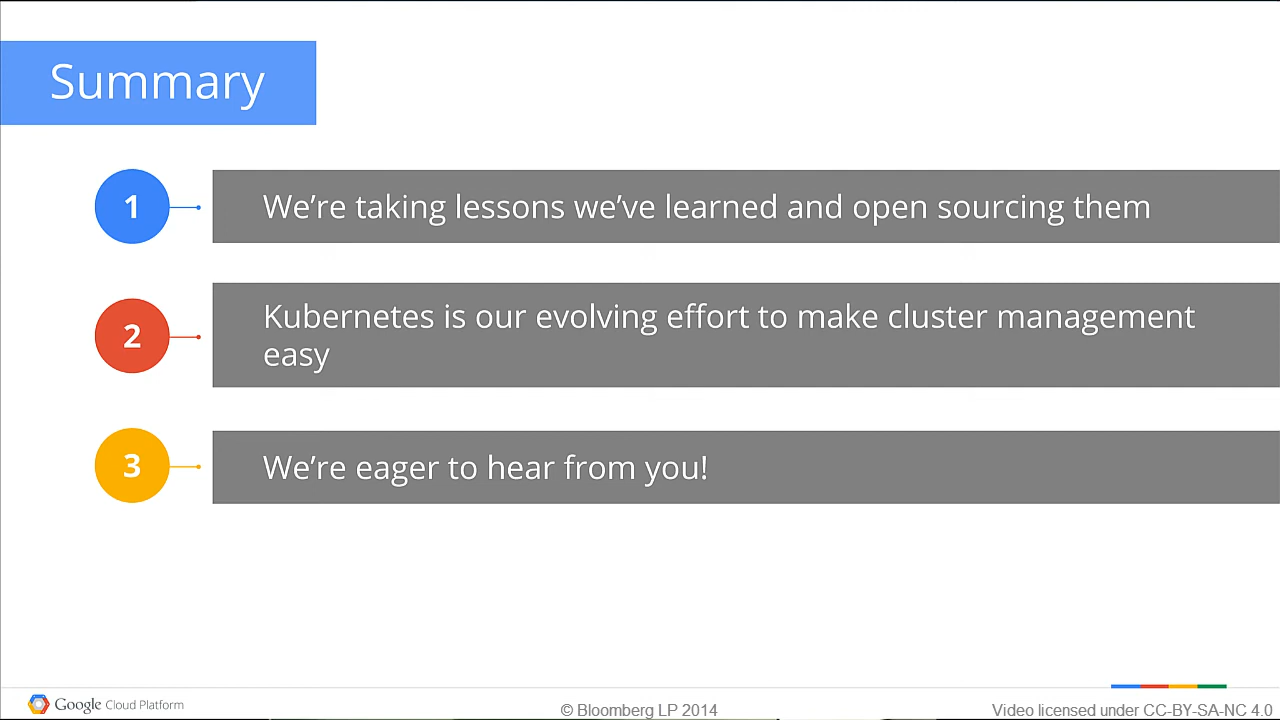 Summary
1
We’re taking lessons we’ve learned and open sourcing them
2
Kubernetes is our evolving effort to make cluster management
easy
3
We’re eager to hear from you!
Google Cloud Platform
© Bloomberg LP 2014
Video licensed under CC-BY-SA-NC 4.0